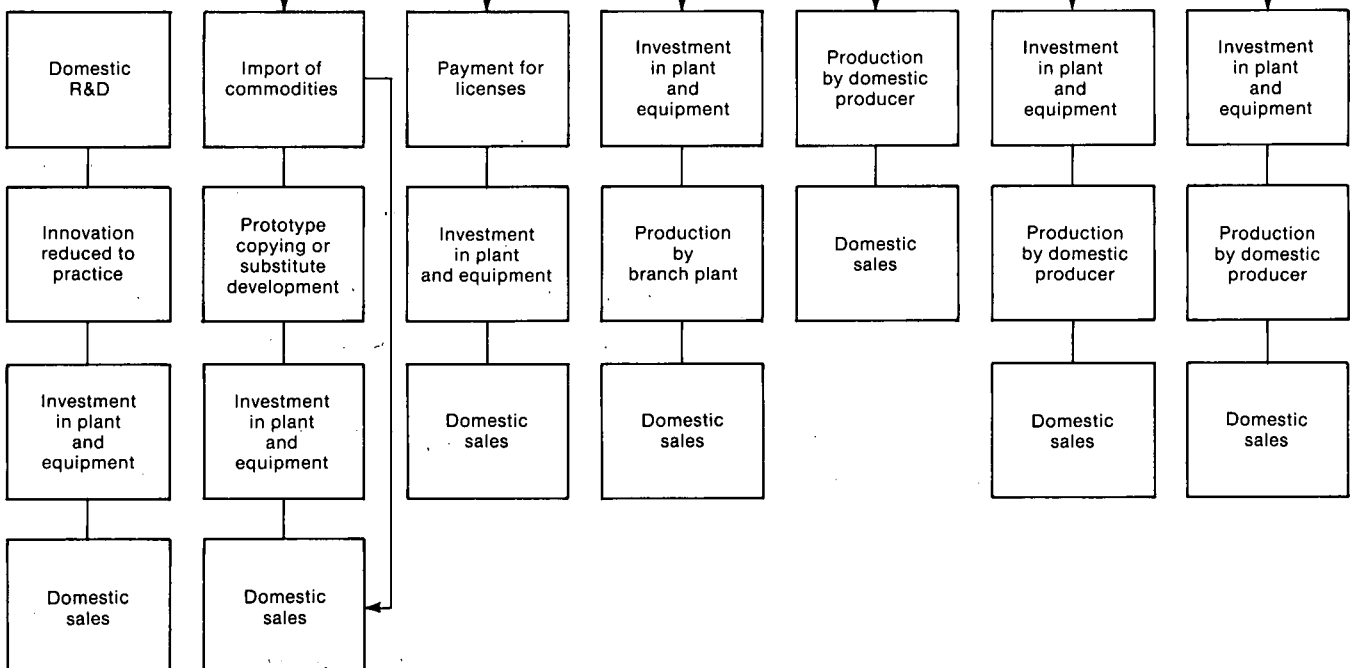 Domestic
R&D
Import of
commodities
Payment for
licenses
Investment
in plant
and
equipment
Production
by domestic
producer
Investment
in plant
and
equipment
Investment
in plant
and
equipment
Innovation
reduced to
practice
Prototype
copying or
substitute
development
Investment
in plant
and equipment
Production
by
branch plant
Domestic
sales
Production
by domestic
producer
Production
by domestic
producer
Investment
in plant
and
equipment
Investment
in plant
and
equipment
Domestic
sales
Domestic
sales
Domestic
sales
Domestic
sales
Domestic
sales
Domestic
sales